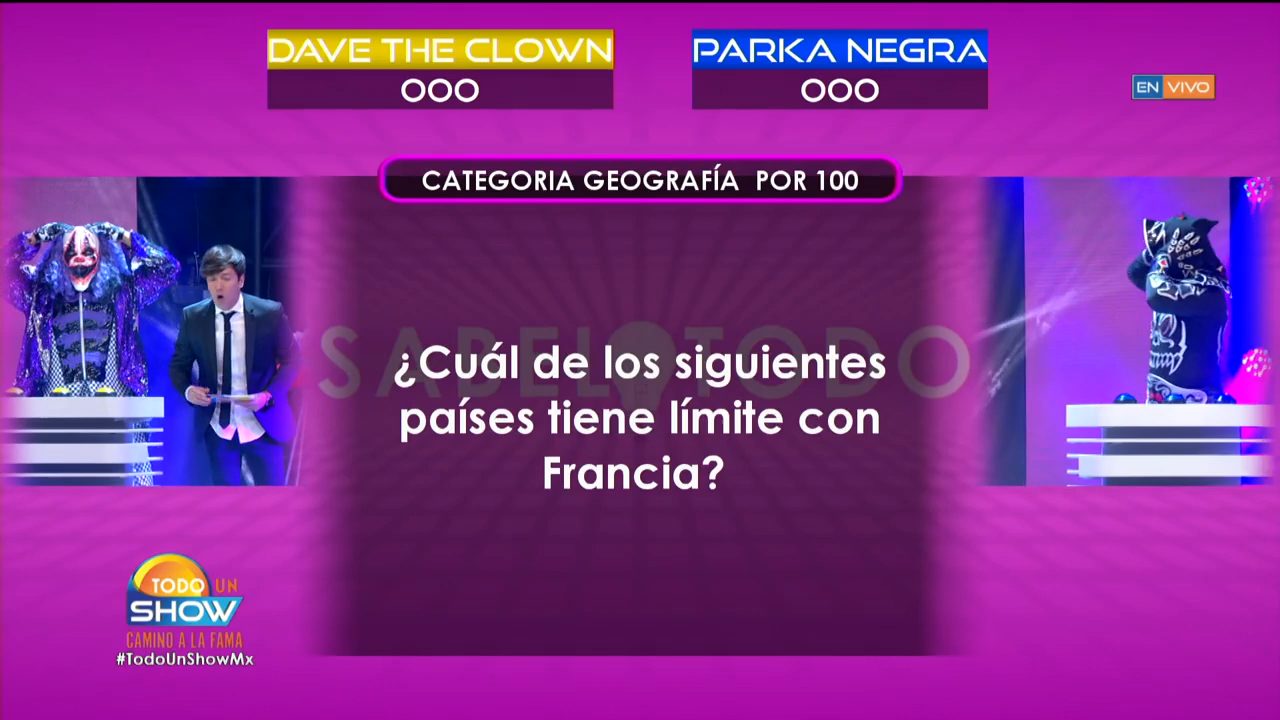 DAVE THE CLOWN
000
PARKA NEGRA
000
EN VIVO
CATEGORIA GEOGRAFÍA POR 100
SABELOTODO
¿Cuál de los siguientes
países tiene límite con
Francia?
TODO UN
SHOW
CAMINO A LA FAMA
#TodoUnShowMx